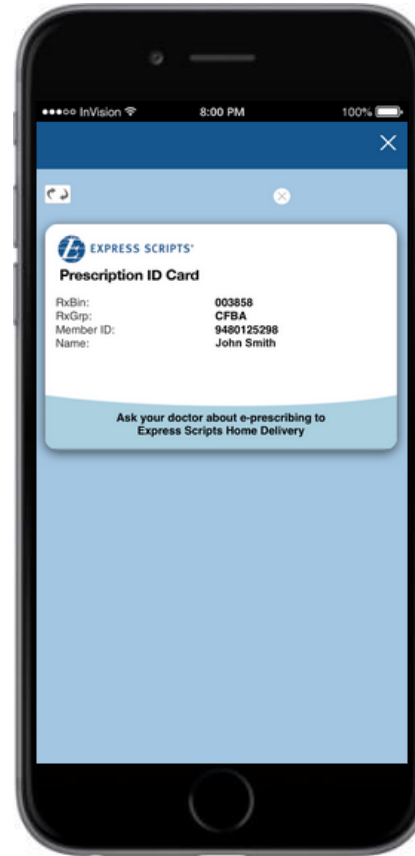 InVision 8:00 PM 100%
EXPRESS SCRIPTS®
Prescription ID Card
RxBin: 003858
RxGrp: CFBA
Member ID: 9480125298
Name: John Smith
Ask your doctor about e-prescribing to
Express Scripts Home Delivery